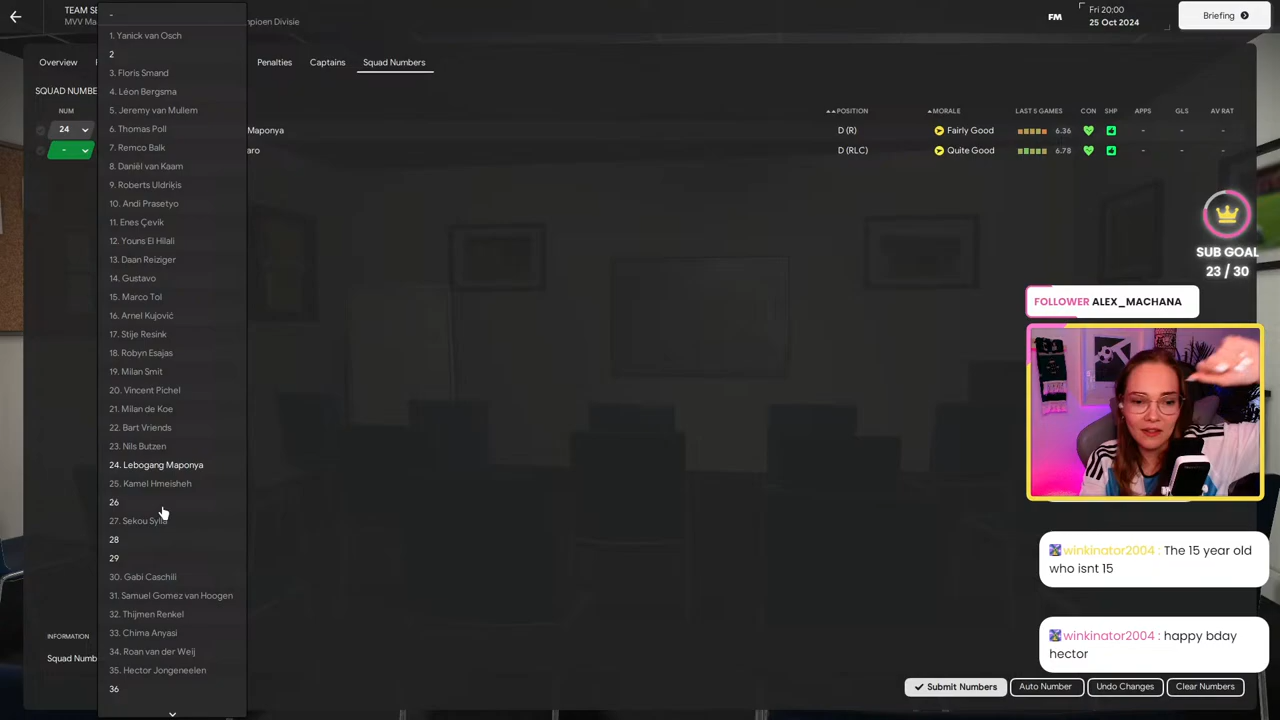 TEAM SE
MVV Ma
mpioen Divisie
FM
Fri 20:00
25 Oct 2024
Briefing
Overview
Penalties
Captains
Squad Numbers
SQUAD NUMBE
NUM
POSITION
MORALE
LAST 5 GAMES
CON
SHP
APPS
GLS
AV RAT
24
Maponya
D (R)
Fairly Good
6.36
-
-
-
-
aro
D (RLC)
Quite Good
6.78
-
-
-
-
1. Yanick van Osch
2
3. Floris Smand
4. Léon Bergsma
5. Jeremy van Mullem
6. Thomas Poll
7. Remco Balk
8. Daniël van Kaam
9. Roberts Uldriķis
10. Andi Prasetyo
11. Enes Çevik
12. Youns El Hilali
13. Daan Reiziger
14. Gustavo
15. Marco Tol
16. Arnel Kujović
17. Stije Resink
18. Robyn Esajas
19. Milan Smit
20. Vincent Pichel
21. Milan de Koe
22. Bart Vriends
23. Nils Butzen
24. Lebogang Maponya
25. Kamel Hmeisheh
26
27. Sekou Sylla
28
29
30. Gabi Caschili
31. Samuel Gomez van Hoogen
32. Thijmen Renkel
33. Chima Anyasi
34. Roan van der Weij
35. Hector Jongeneelen
36
INFORMATION
Squad Numb
Submit Numbers
Auto Number
Undo Changes
Clear Numbers
SUB GOAL
23 / 30
FOLLOWER ALEX_MACHANA
winkinator2004 : The 15 year old
who isnt 15
winkinator2004 : happy bday
hector